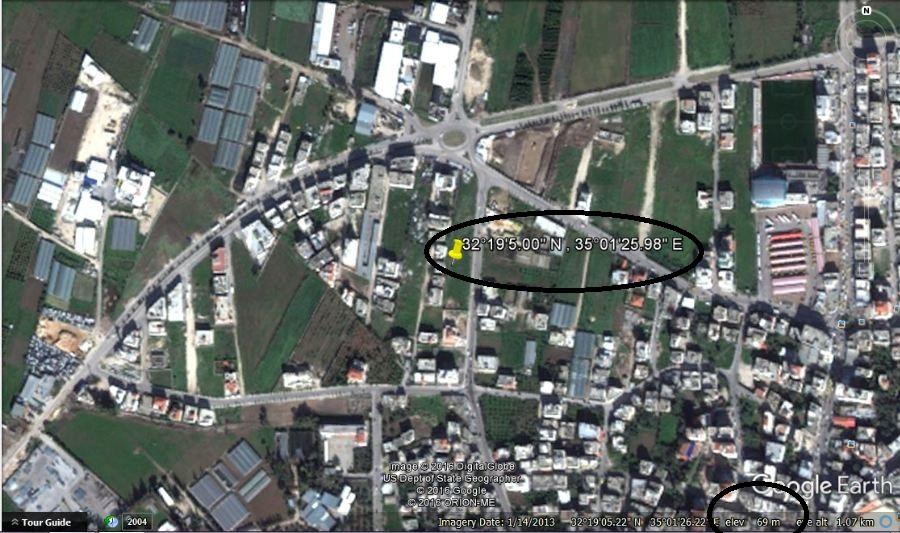 N
32°19'5.00" N , 35°01'25.98" E
Image © 2016 DigitalGlobe
US Dept of State Geographer
© 2016 Google
© 2016 ORION-ME
Google Earth
Tour Guide
2004
Imagery Date: 1/14/2013 32°19'05.22" N 35°01'26.22" E elev 69 m eye alt 1.07 km